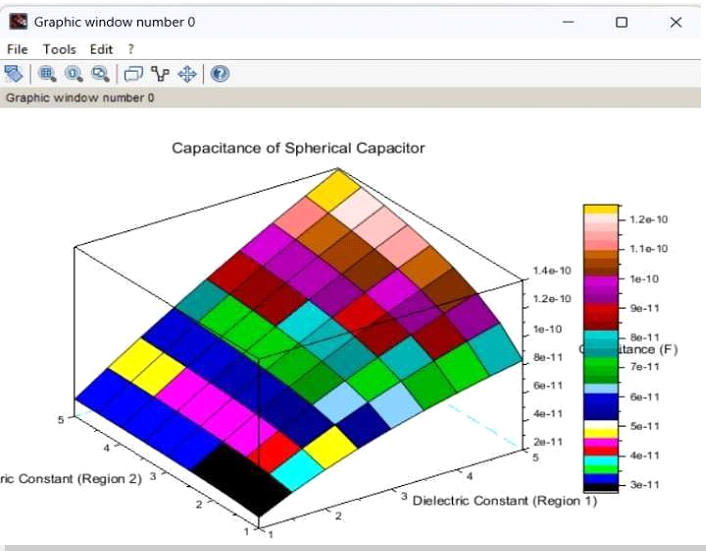 Graphic window number 0
File Tools Edit ?
Graphic window number 0
Capacitance of Spherical Capacitor
1.4e-10
1.2e-10
1e-10
8e-11
6e-11
4e-11
2e-11
5
4
3
2
1
ric Constant (Region 2)
1
2
3
4
5
Dielectric Constant (Region 1)
1.2e-10
1.1e-10
1e-10
9e-11
8e-11
7e-11
6e-11
5e-11
4e-11
3e-11
itance (F)